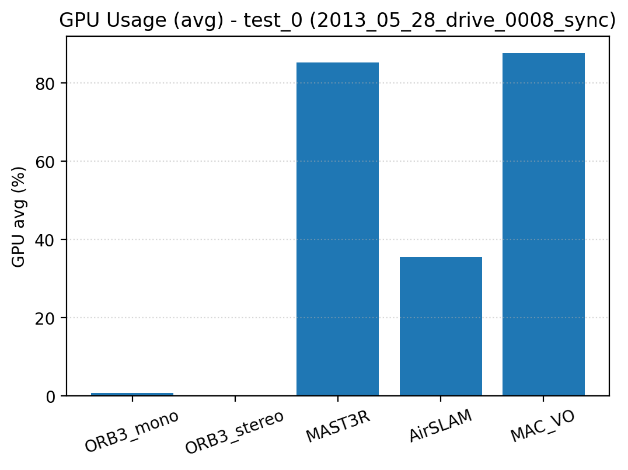 GPU Usage (avg) - test_0 (2013_05_28_drive_0008_sync)
GPU avg (%)
80
60
40
20
0
ORB3_mono
ORB3_stereo
MAST3R
AirSLAM
MAC_VO